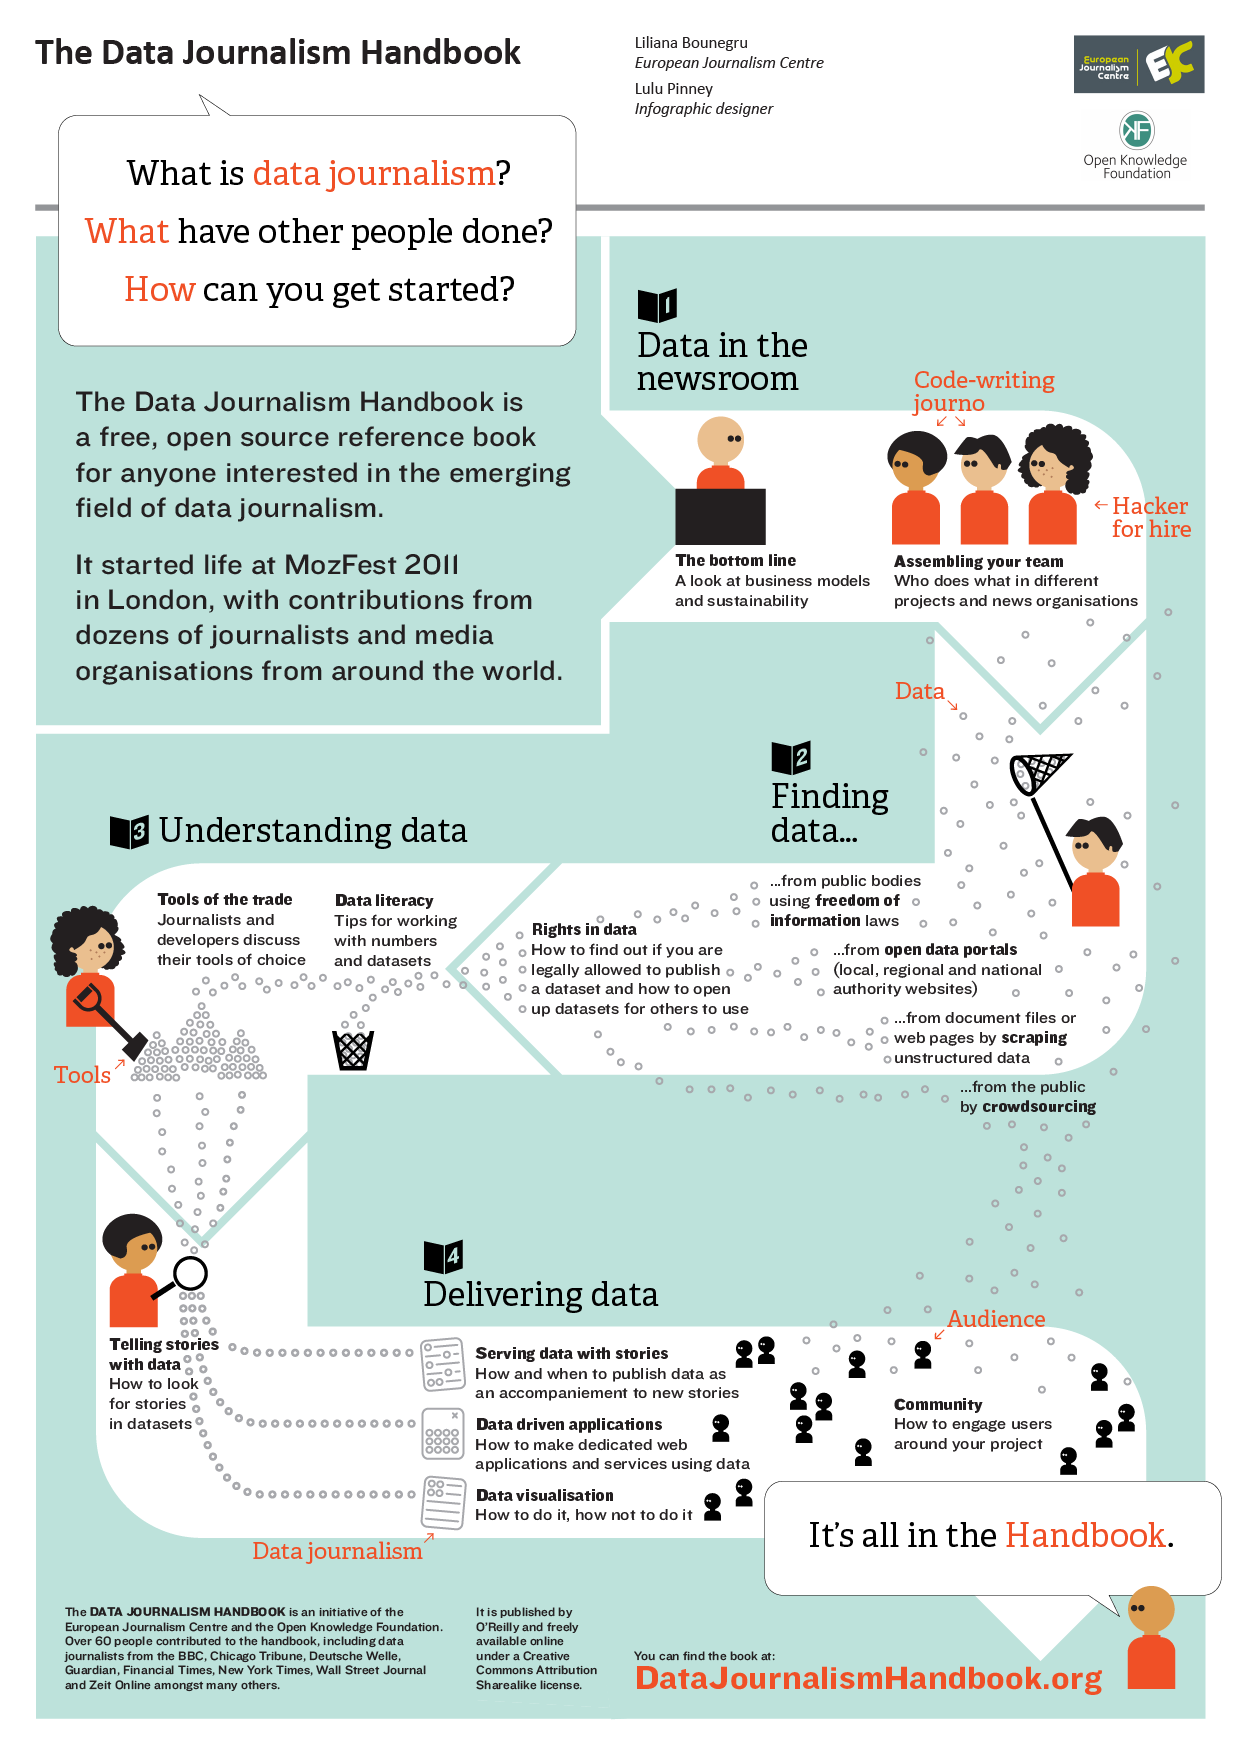 The Data Journalism Handbook
Liliana Bounegru
European Journalism Centre
Lulu Pinney
Infographic designer
European
Journalism
Centre
EJC
OKF
Open Knowledge
Foundation
What is data journalism?
What have other people done?
How can you get started?
The Data Journalism Handbook is
a free, open source reference book
for anyone interested in the emerging
field of data journalism.
It started life at MozFest 2011
in London, with contributions from
dozens of journalists and media
organisations from around the world.
1
Data in the
newsroom
Code-writing
journo
Hacker
for hire
The bottom line
A look at business models
and sustainability
Assembling your team
Who does what in different
projects and news organisations
Data
2
Finding
data...
...from public bodies
using freedom of
information laws
...from open data portals
(local, regional and national
authority websites)
...from document files or
web pages by scraping
unstructured data
...from the public
by crowdsourcing
Rights in data
How to find out if you are
legally allowed to publish
a dataset and how to open
up datasets for others to use
3
Understanding data
Tools of the trade
Journalists and
developers discuss
their tools of choice
Data literacy
Tips for working
with numbers
and datasets
Tools
Telling stories
with data
How to look
for stories
in datasets
4
Delivering data
Serving data with stories
How and when to publish data as
an accompaniement to new stories
Data driven applications
How to make dedicated web
applications and services using data
Data visualisation
How to do it, how not to do it
Data journalism
Audience
Community
How to engage users
around your project
It's all in the Handbook.
The DATA JOURNALISM HANDBOOK is an initiative of the
European Journalism Centre and the Open Knowledge Foundation.
Over 60 people contributed to the handbook, including data
journalists from the BBC, Chicago Tribune, Deutsche Welle,
Guardian, Financial Times, New York Times, Wall Street Journal
and Zeit Online amongst many others.
It is published by
O'Reilly and freely
available online
under a Creative
Commons Attribution
Sharealike license.
You can find the book at:
DataJournalismHandbook.org